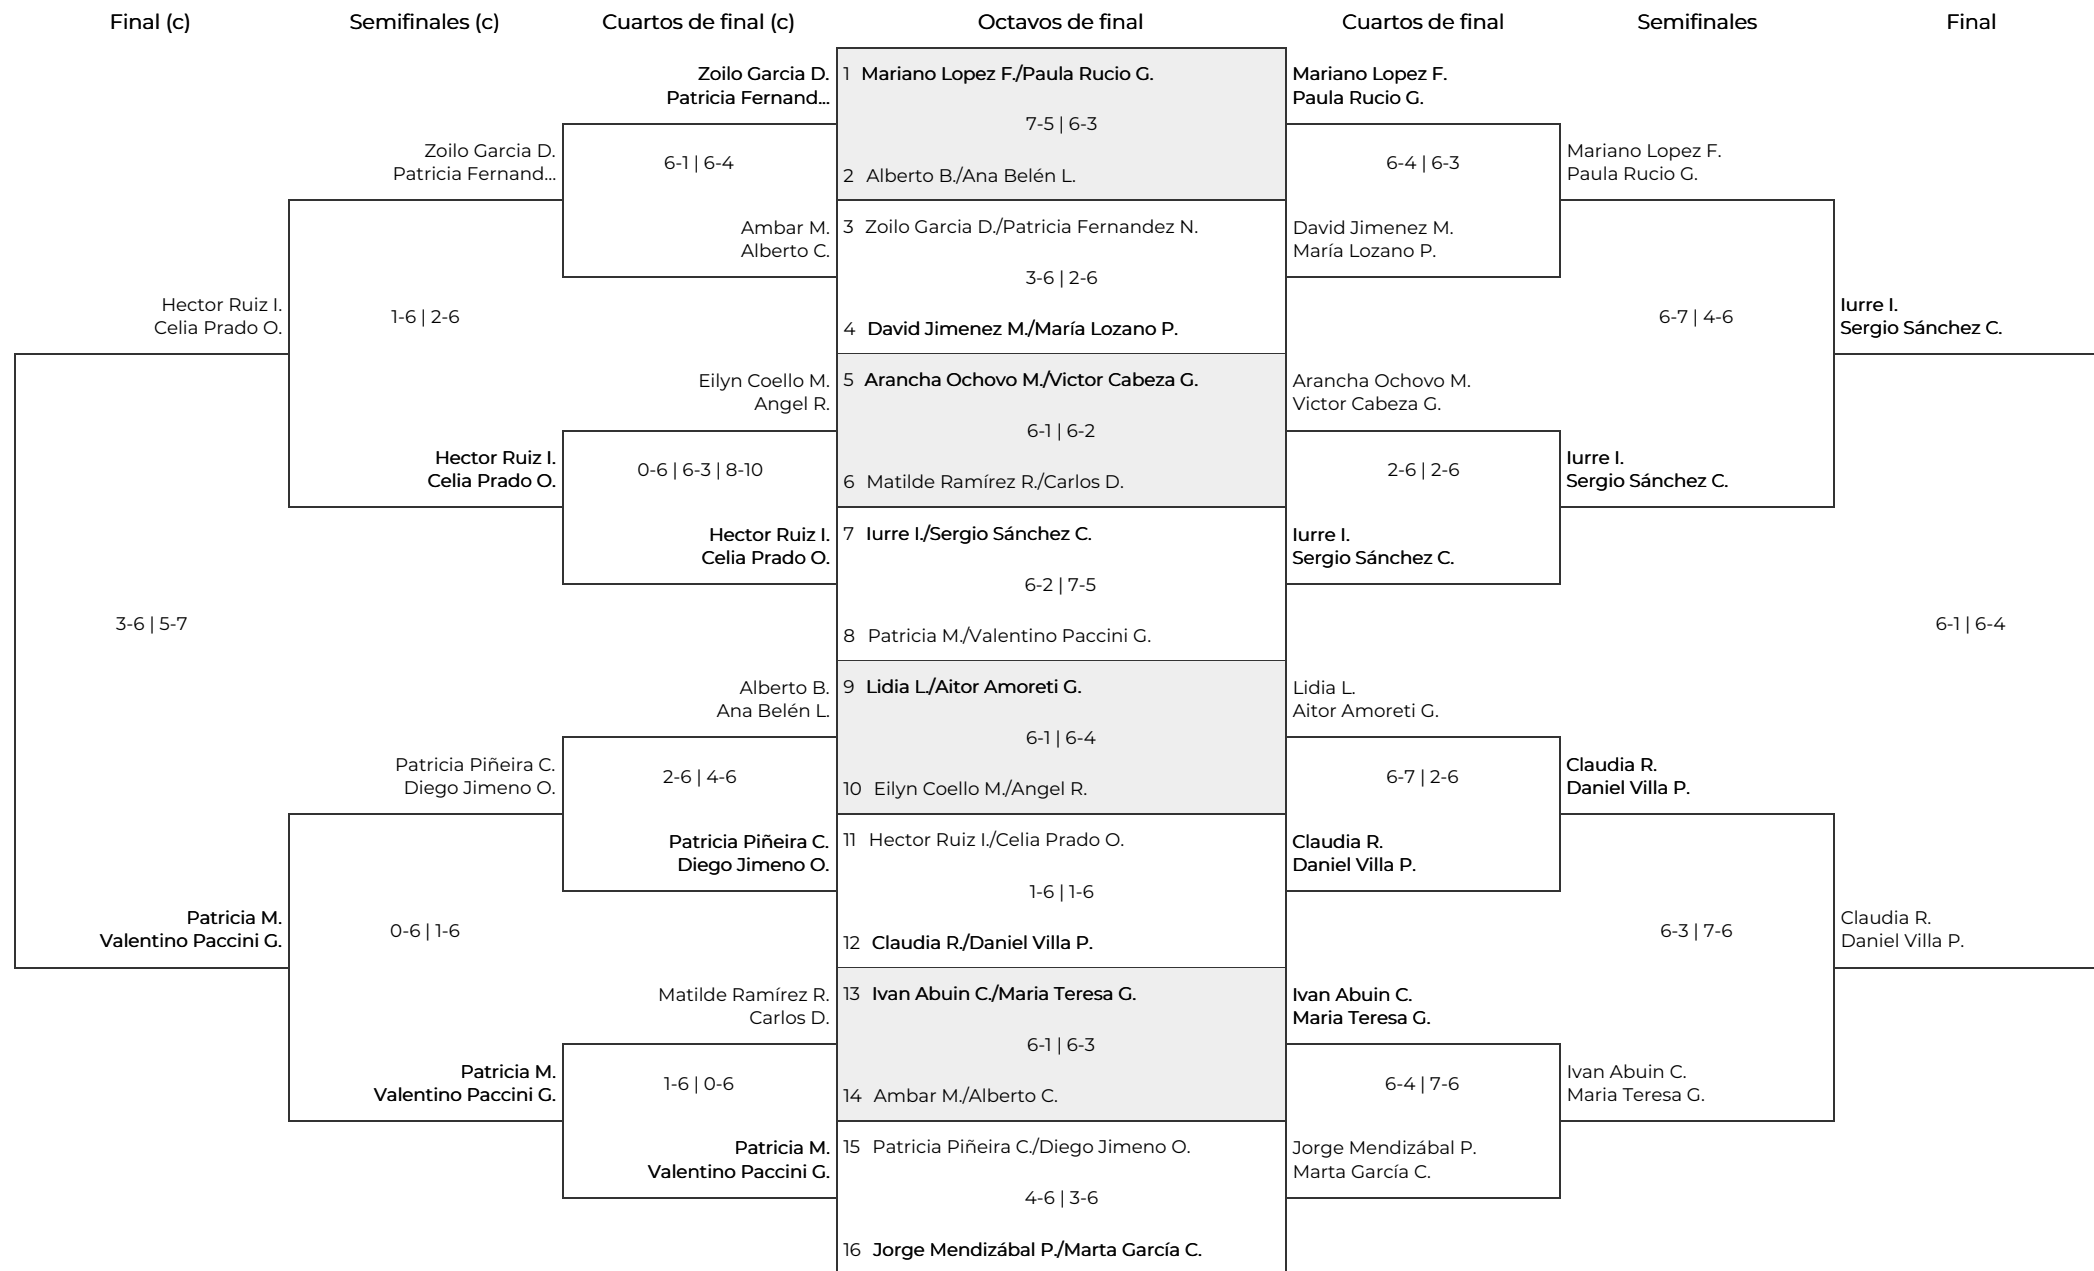 Final (c)
Semifinales (c)
Cuartos de final (c)
Octavos de final
Cuartos de final
Semifinales
Final
Hector Ruiz I.
Celia Prado O.
3-6 | 5-7
Patricia M.
Valentino Paccini G.
Zoilo Garcia D.
Patricia Fernand...
1-6 | 2-6
Hector Ruiz I.
Celia Prado O.
Patricia Piñeira C.
Diego Jimeno O.
0-6 | 1-6
Patricia M.
Valentino Paccini G.
Zoilo Garcia D.
Patricia Fernand...
6-1 | 6-4
Ambar M.
Alberto C.
Eilyn Coello M.
Angel R.
0-6 | 6-3 | 8-10
Hector Ruiz I.
Celia Prado O.
Alberto B.
Ana Belén L.
2-6 | 4-6
Patricia Piñeira C.
Diego Jimeno O.
Matilde Ramírez R.
Carlos D.
1-6 | 0-6
Patricia M.
Valentino Paccini G.
1 Mariano Lopez F./Paula Rucio G.
7-5 | 6-3
2 Alberto B./Ana Belén L.
3 Zoilo Garcia D./Patricia Fernandez N.
3-6 | 2-6
4 David Jimenez M./María Lozano P.
5 Arancha Ochovo M./Victor Cabeza G.
6-1 | 6-2
6 Matilde Ramírez R./Carlos D.
7 Iurre I./Sergio Sánchez C.
6-2 | 7-5
8 Patricia M./Valentino Paccini G.
9 Lidia L./Aitor Amoreti G.
6-1 | 6-4
10 Eilyn Coello M./Angel R.
11 Hector Ruiz I./Celia Prado O.
1-6 | 1-6
12 Claudia R./Daniel Villa P.
13 Ivan Abuin C./Maria Teresa G.
6-1 | 6-3
14 Ambar M./Alberto C.
15 Patricia Piñeira C./Diego Jimeno O.
4-6 | 3-6
16 Jorge Mendizábal P./Marta García C.
Mariano Lopez F.
Paula Rucio G.
6-4 | 6-3
David Jimenez M.
María Lozano P.
Arancha Ochovo M.
Victor Cabeza G.
2-6 | 2-6
Iurre I.
Sergio Sánchez C.
Lidia L.
Aitor Amoreti G.
6-7 | 2-6
Claudia R.
Daniel Villa P.
Ivan Abuin C.
Maria Teresa G.
6-4 | 7-6
Jorge Mendizábal P.
Marta García C.
Mariano Lopez F.
Paula Rucio G.
6-7 | 4-6
Iurre I.
Sergio Sánchez C.
Claudia R.
Daniel Villa P.
6-3 | 7-6
Ivan Abuin C.
Maria Teresa G.
Iurre I.
Sergio Sánchez C.
6-1 | 6-4
Claudia R.
Daniel Villa P.